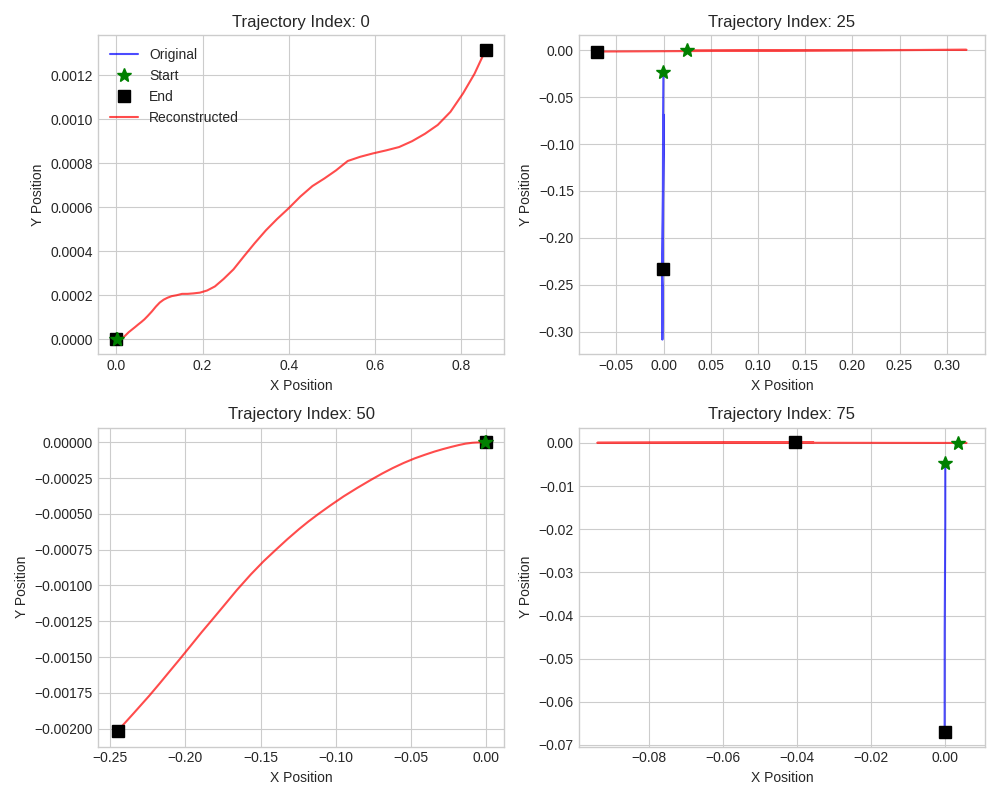 Trajectory Index: 0
Original
Start
End
Reconstructed
0.0012
0.0010
0.0008
0.0006
0.0004
0.0002
0.0000
Y Position
0.0 0.2 0.4 0.6 0.8
X Position
Trajectory Index: 25
0.00
−0.05
−0.10
−0.15
−0.20
−0.25
−0.30
Y Position
−0.05 0.00 0.05 0.10 0.15 0.20 0.25 0.30
X Position
Trajectory Index: 50
0.00000
−0.00025
−0.00050
−0.00075
−0.00100
−0.00125
−0.00150
−0.00175
−0.00200
Y Position
−0.25 −0.20 −0.15 −0.10 −0.05 0.00
X Position
Trajectory Index: 75
0.00
−0.01
−0.02
−0.03
−0.04
−0.05
−0.06
−0.07
Y Position
−0.08 −0.06 −0.04 −0.02 0.00
X Position